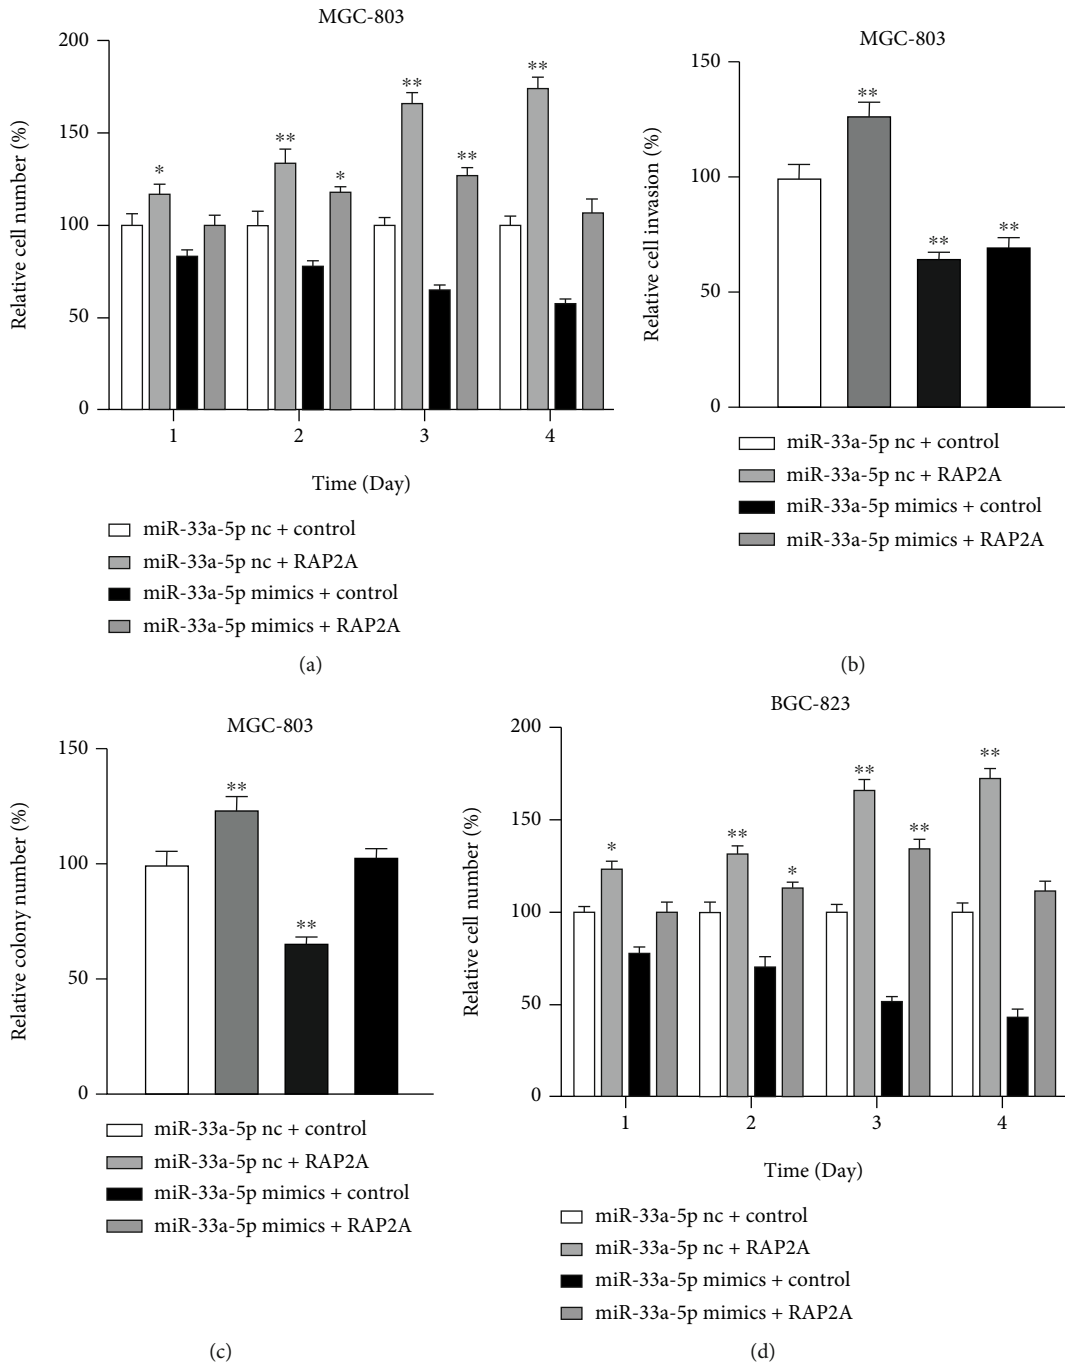 MGC-803
Relative cell number (%)
200
150
100
50
0
* ** * ** ** **
1 2 3 4
Time (Day)
miR-33a-5p nc + control
miR-33a-5p nc + RAP2A
miR-33a-5p mimics + control
miR-33a-5p mimics + RAP2A
(a)
MGC-803
Relative cell invasion (%)
150
100
50
0
** ** **
miR-33a-5p nc + control
miR-33a-5p nc + RAP2A
miR-33a-5p mimics + control
miR-33a-5p mimics + RAP2A
(b)
MGC-803
Relative colony number (%)
150
100
50
0
** **
miR-33a-5p nc + control
miR-33a-5p nc + RAP2A
miR-33a-5p mimics + control
miR-33a-5p mimics + RAP2A
(c)
BGC-823
Relative cell number (%)
200
150
100
50
0
* ** * ** ** **
1 2 3 4
Time (Day)
miR-33a-5p nc + control
miR-33a-5p nc + RAP2A
miR-33a-5p mimics + control
miR-33a-5p mimics + RAP2A
(d)